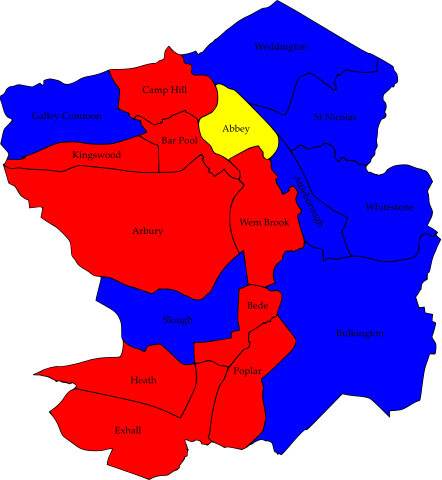 Weddington
Camp Hill
Galley Common
St Nicolas
Abbey
Bar Pool
Kingswood
Attleborough
Whitestone
Wem Brook
Arbury
Bede
Slough
Bulkington
Poplar
Heath
Exhall